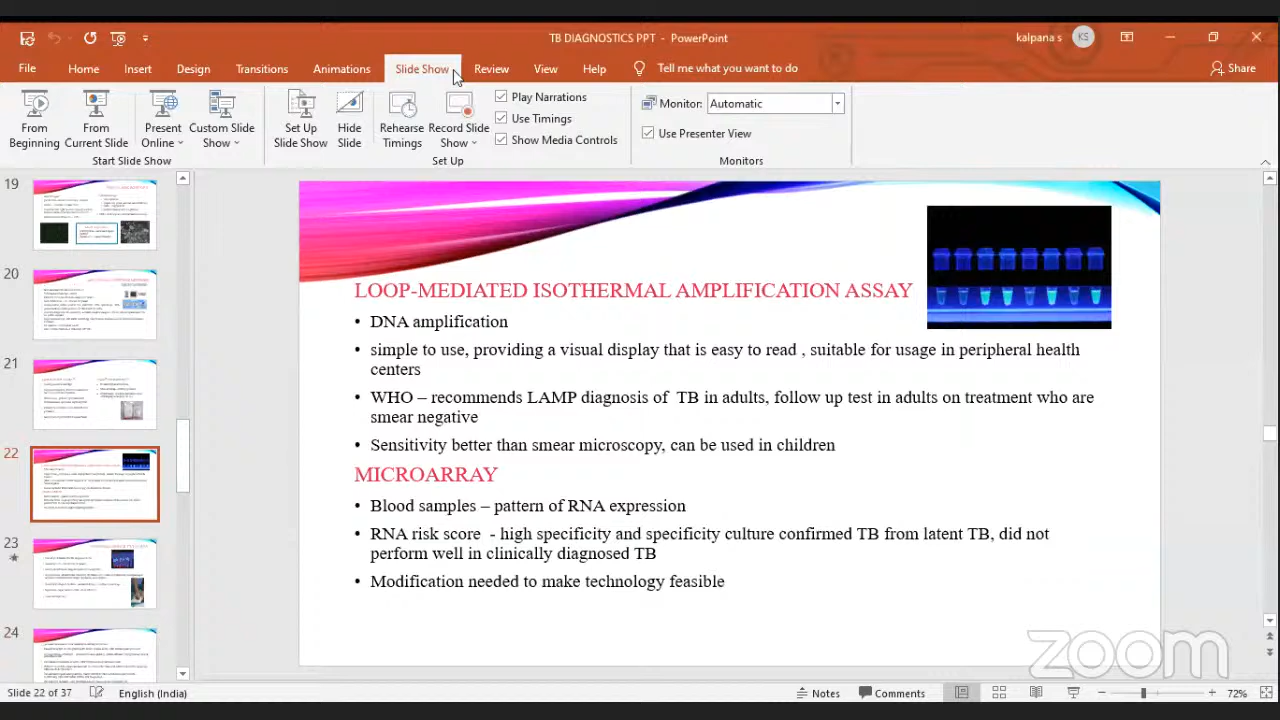 TB DIAGNOSTICS PPT - PowerPoint
kalpana s
KS
File
Home
Insert
Design
Transitions
Animations
Slide Show
Review
View
Help
Tell me what you want to do
Share
From Beginning
From Current Slide
Present Online
Custom Slide Show
Start Slide Show
Set Up Slide Show
Hide Slide
Rehearse Timings
Record Slide Show
Play Narrations
Use Timings
Show Media Controls
Set Up
Monitor: Automatic
Use Presenter View
Monitors
19
20
21
22
23
24
LOOP-MEDIATED ISOTHERMAL AMPLIFICATION ASSAY
• DNA amplification
• simple to use, providing a visual display that is easy to read , suitable for usage in peripheral health
centers
• WHO – recommends LAMP diagnosis of TB in adults, follow up test in adults on treatment who are
smear negative
• Sensitivity better than smear microscopy, can be used in children
MICROARRAY
• Blood samples – pattern of RNA expression
• RNA risk score - high specificity and specificity culture confirmed TB from latent TB, did not
perform well in clinically diagnosed TB
• Modification needed to make technology feasible
zoom
Slide 22 of 37
English (India)
Notes
Comments
72%